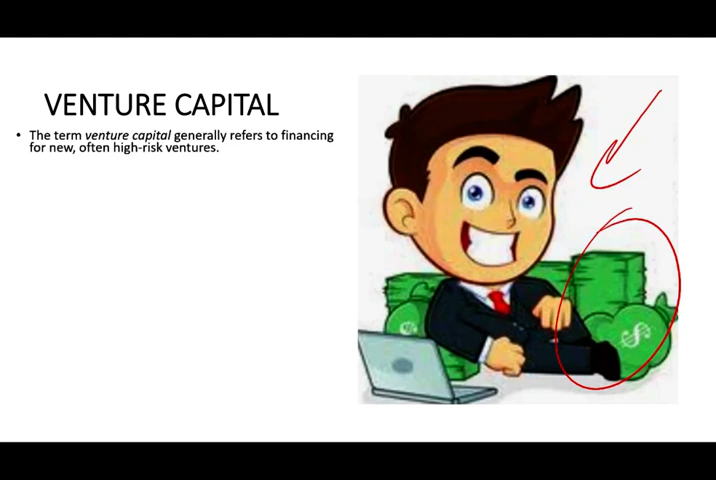 VENTURE CAPITAL
• The term venture capital generally refers to financing
for new, often high-risk ventures.
$
$